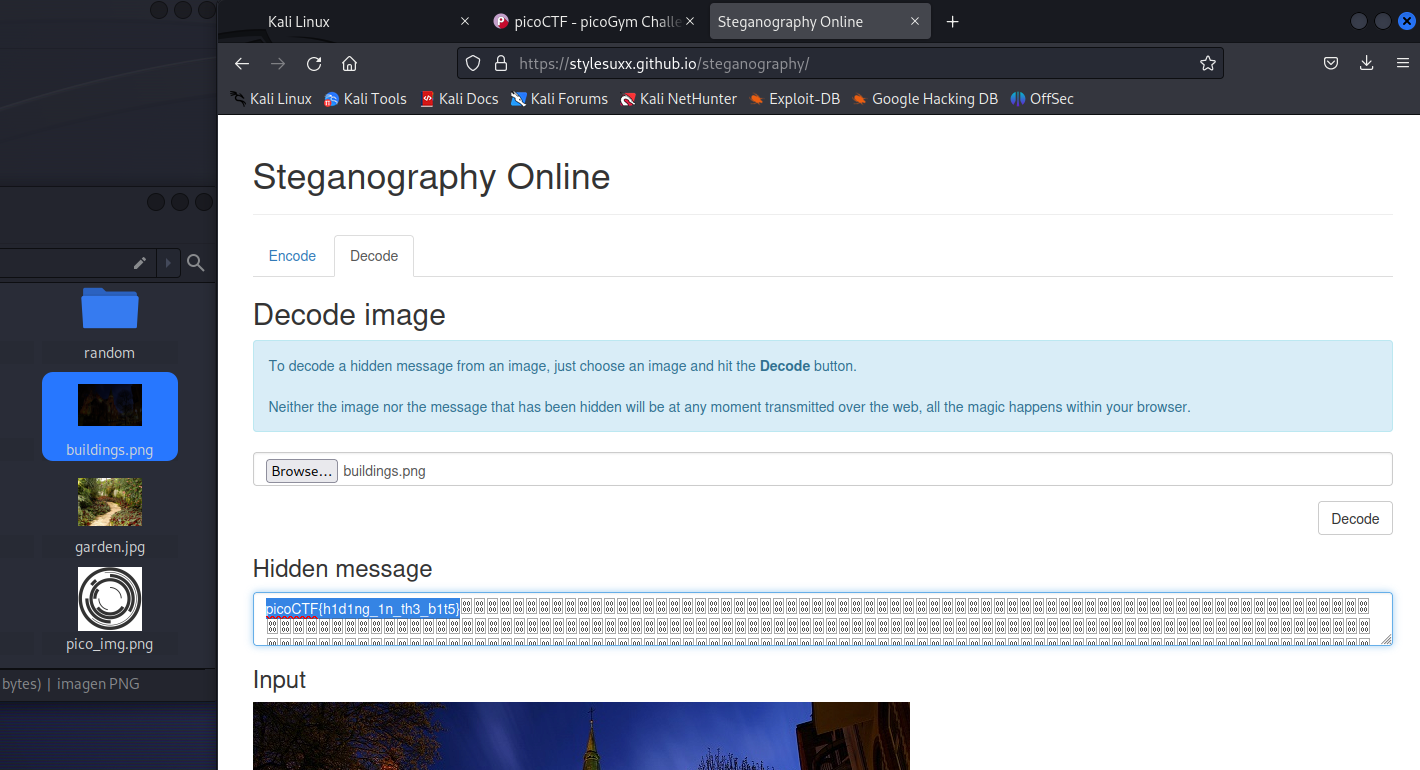 Kali Linux
picoCTF - picoGym Challe
Steganography Online
https://stylesuxx.github.io/steganography/
Kali Linux Kali Tools Kali Docs Kali Forums Kali NetHunter Exploit-DB Google Hacking DB OffSec
random
buildings.png
garden.jpg
pico_img.png
bytes) | imagen PNG
Steganography Online
Encode Decode
Decode image
To decode a hidden message from an image, just choose an image and hit the Decode button.
Neither the image nor the message that has been hidden will be at any moment transmitted over the web, all the magic happens within your browser.
Browse... buildings.png
Decode
Hidden message
picoCTF{h1d1ng_1n_th3_b1t5}
Input